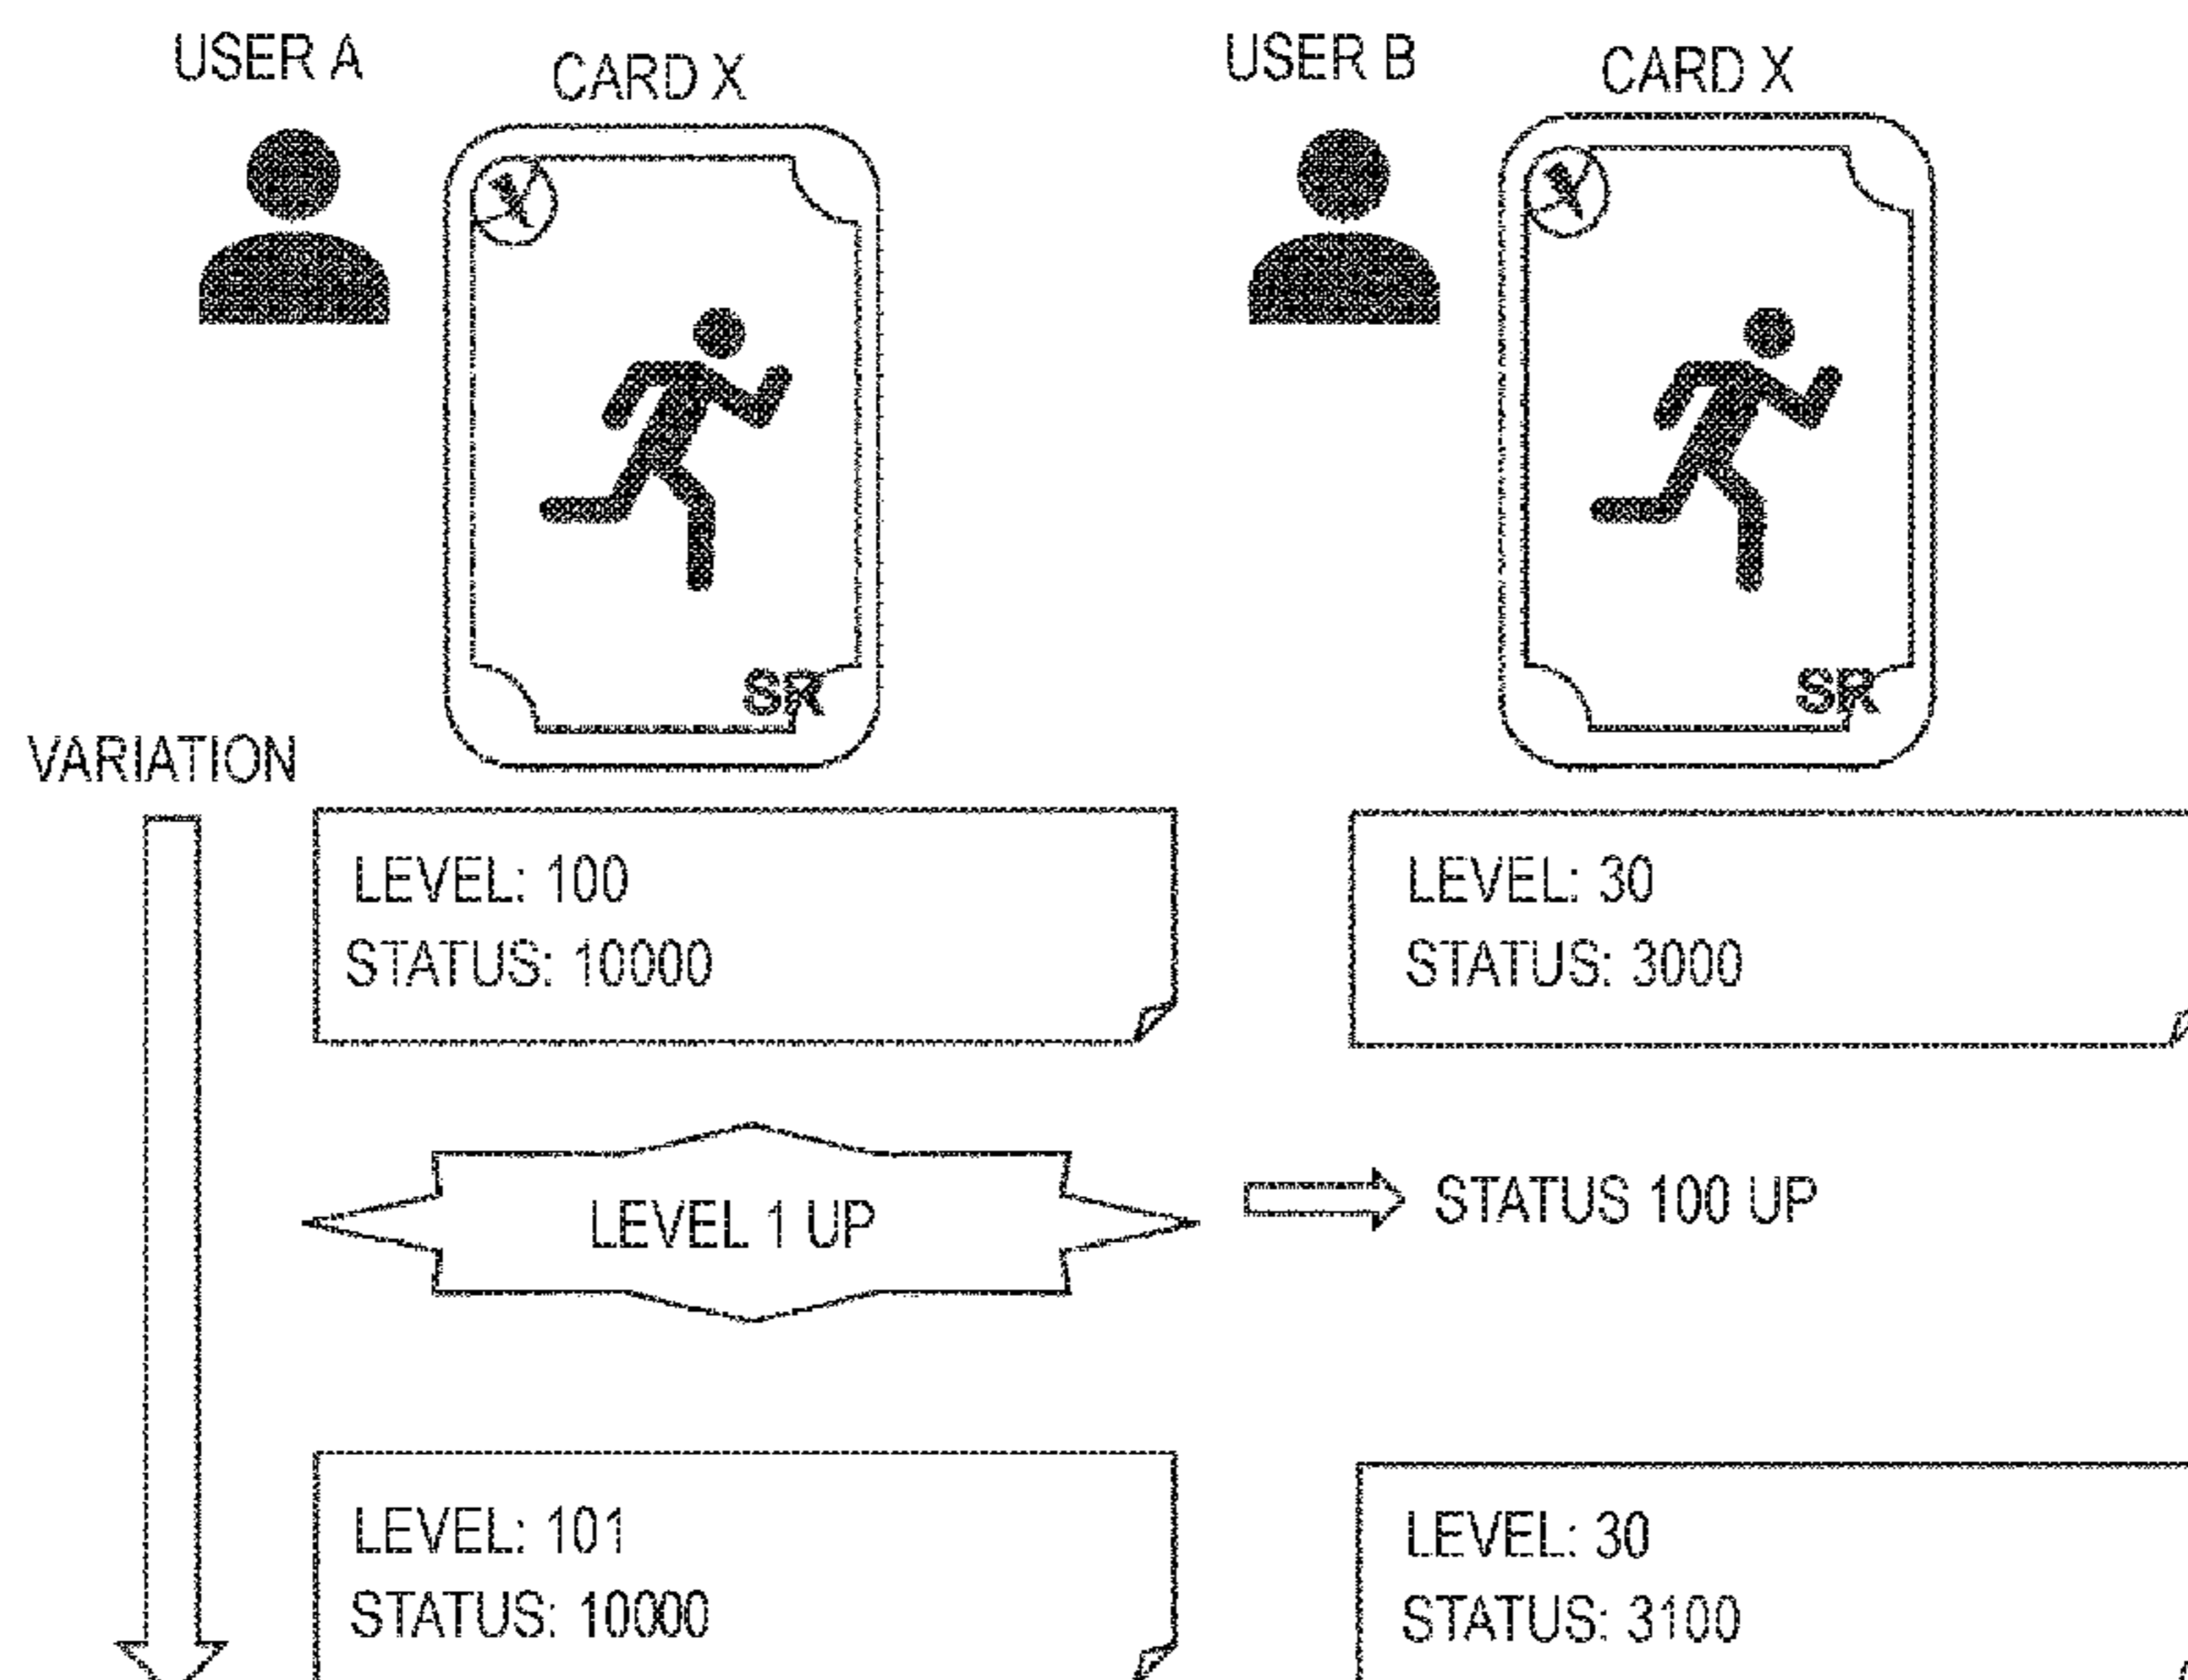 USER A
CARD X
USER B
CARD X
SR
SR
VARIATION
LEVEL: 100
STATUS: 10000
LEVEL: 30
STATUS: 3000
LEVEL 1 UP
STATUS 100 UP
LEVEL: 101
STATUS: 10000
LEVEL: 30
STATUS: 3100